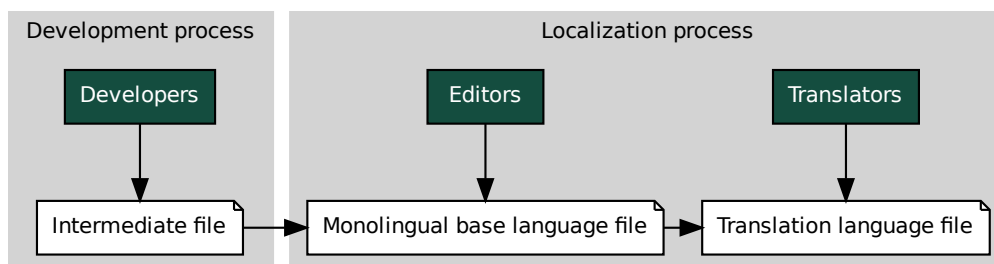 Development process
Localization process
Developers
Editors
Translators
Intermediate file
Monolingual base language file
Translation language file